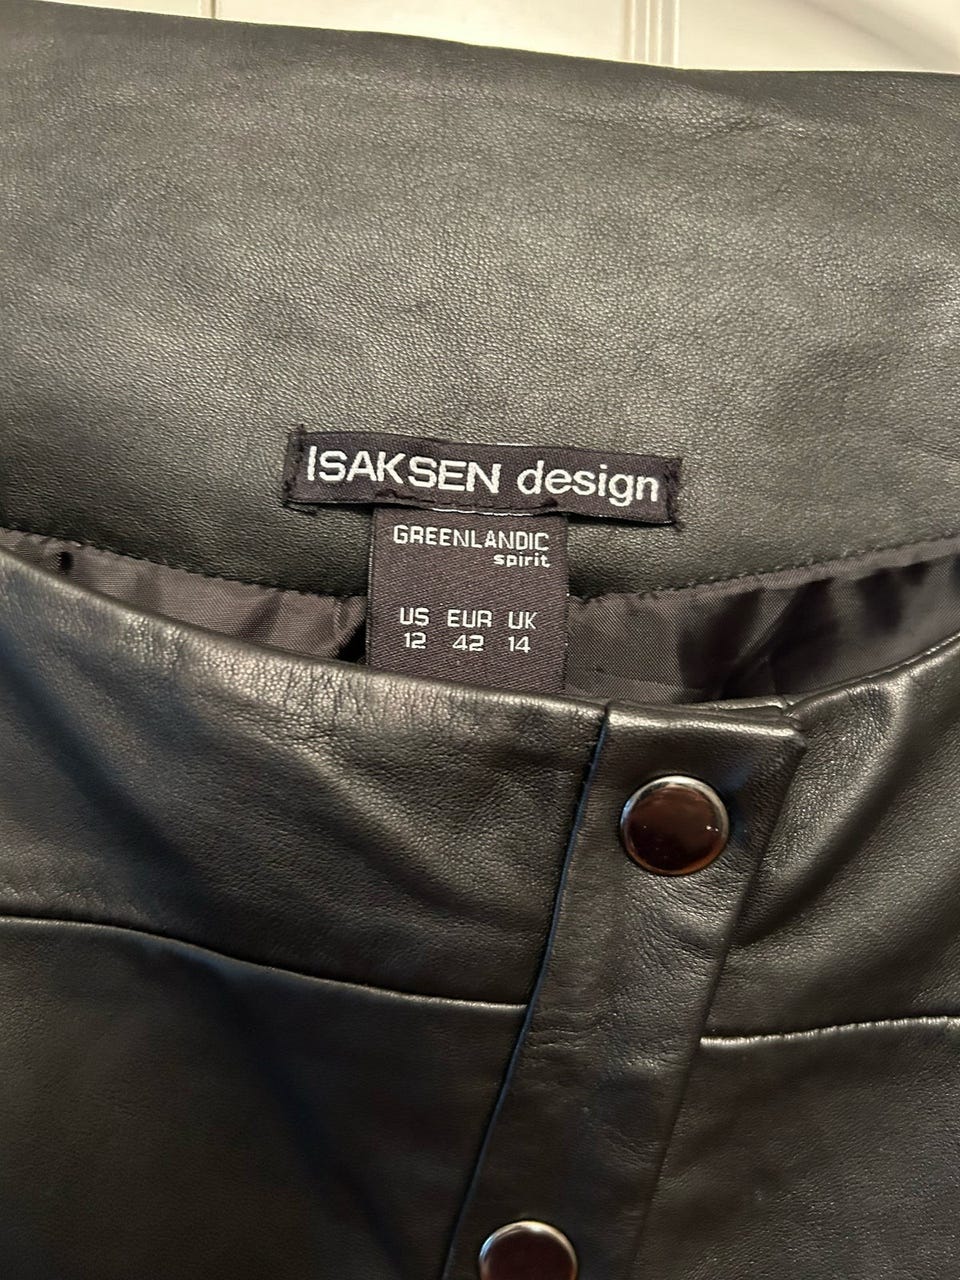 ISAKSEN design
GREENLANDIC
spirit
US EUR UK
12 42 14